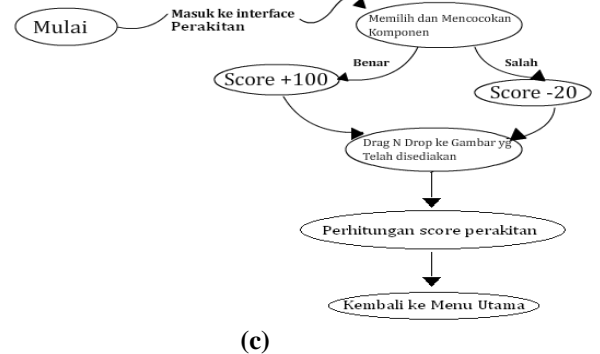 Mulai
Masuk ke interface
Perakitan
Memilih dan Mencocokan
Komponen
Benar
Salah
Score +100
Score -20
Drag N Drop ke Gambar yg
Telah disediakan
Perhitungan score perakitan
Kembali ke Menu Utama
(c)